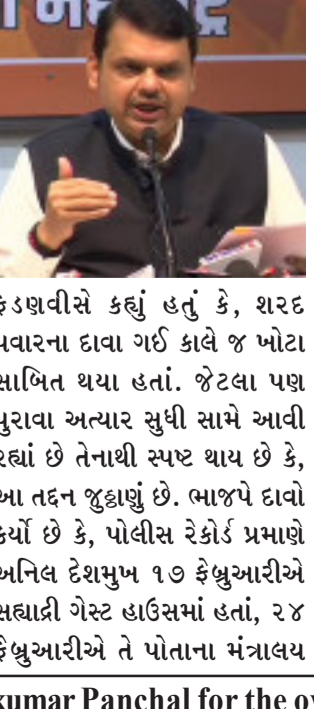 ફડણવીસે કહ્યું હતું કે, શરદ
પવારના દાવા ગઈ કાલે જ ખોટા
સાબિત થયા હતાં. જેટલા પણ
પુરાવા અત્યાર સુધી સામે આવી
રહ્યાં છે તેનાથી સ્પષ્ટ થાય છે કે,
આ તદ્દન જુઠ્ઠાણું છે. ભાજપે દાવો
કર્યો છે કે, પોલીસ રેકોર્ડ પ્રમાણે
અનિલ દેશમુખ ૧૭ ફેબ્રુઆરીએ
સહ્યાદ્રી ગેસ્ટ હાઉસમાં હતાં, ૨૪
ફેબ્રુઆરીએ તે પોતાના મંત્રાલય
kumar Panchal for the ov